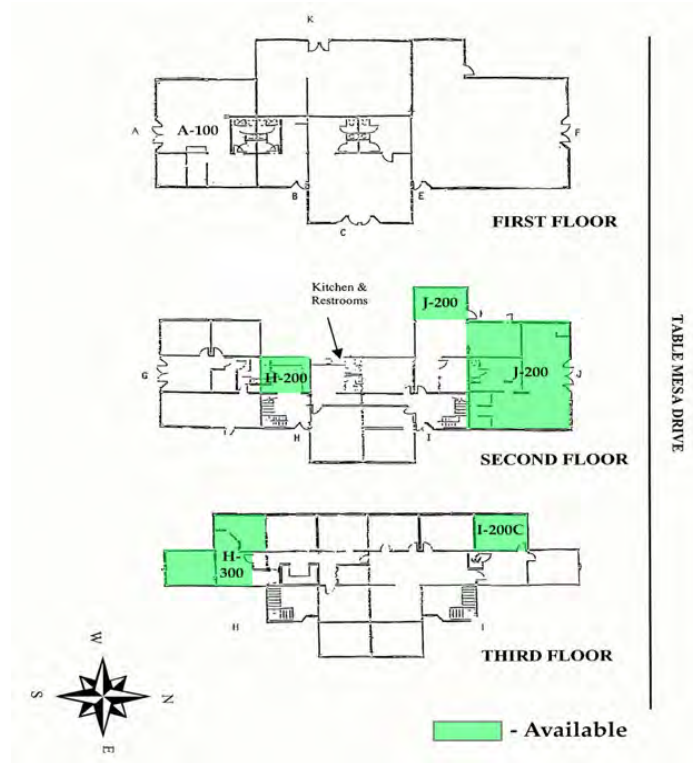 K
A
A-100
F
B
E
C
FIRST FLOOR
Kitchen &
Restrooms
J-200
G
H-200
J-200
J
H
I
SECOND FLOOR
TABLE MESA DRIVE
I-200C
H-
300
H
I
THIRD FLOOR
W
S
N
E
- Available